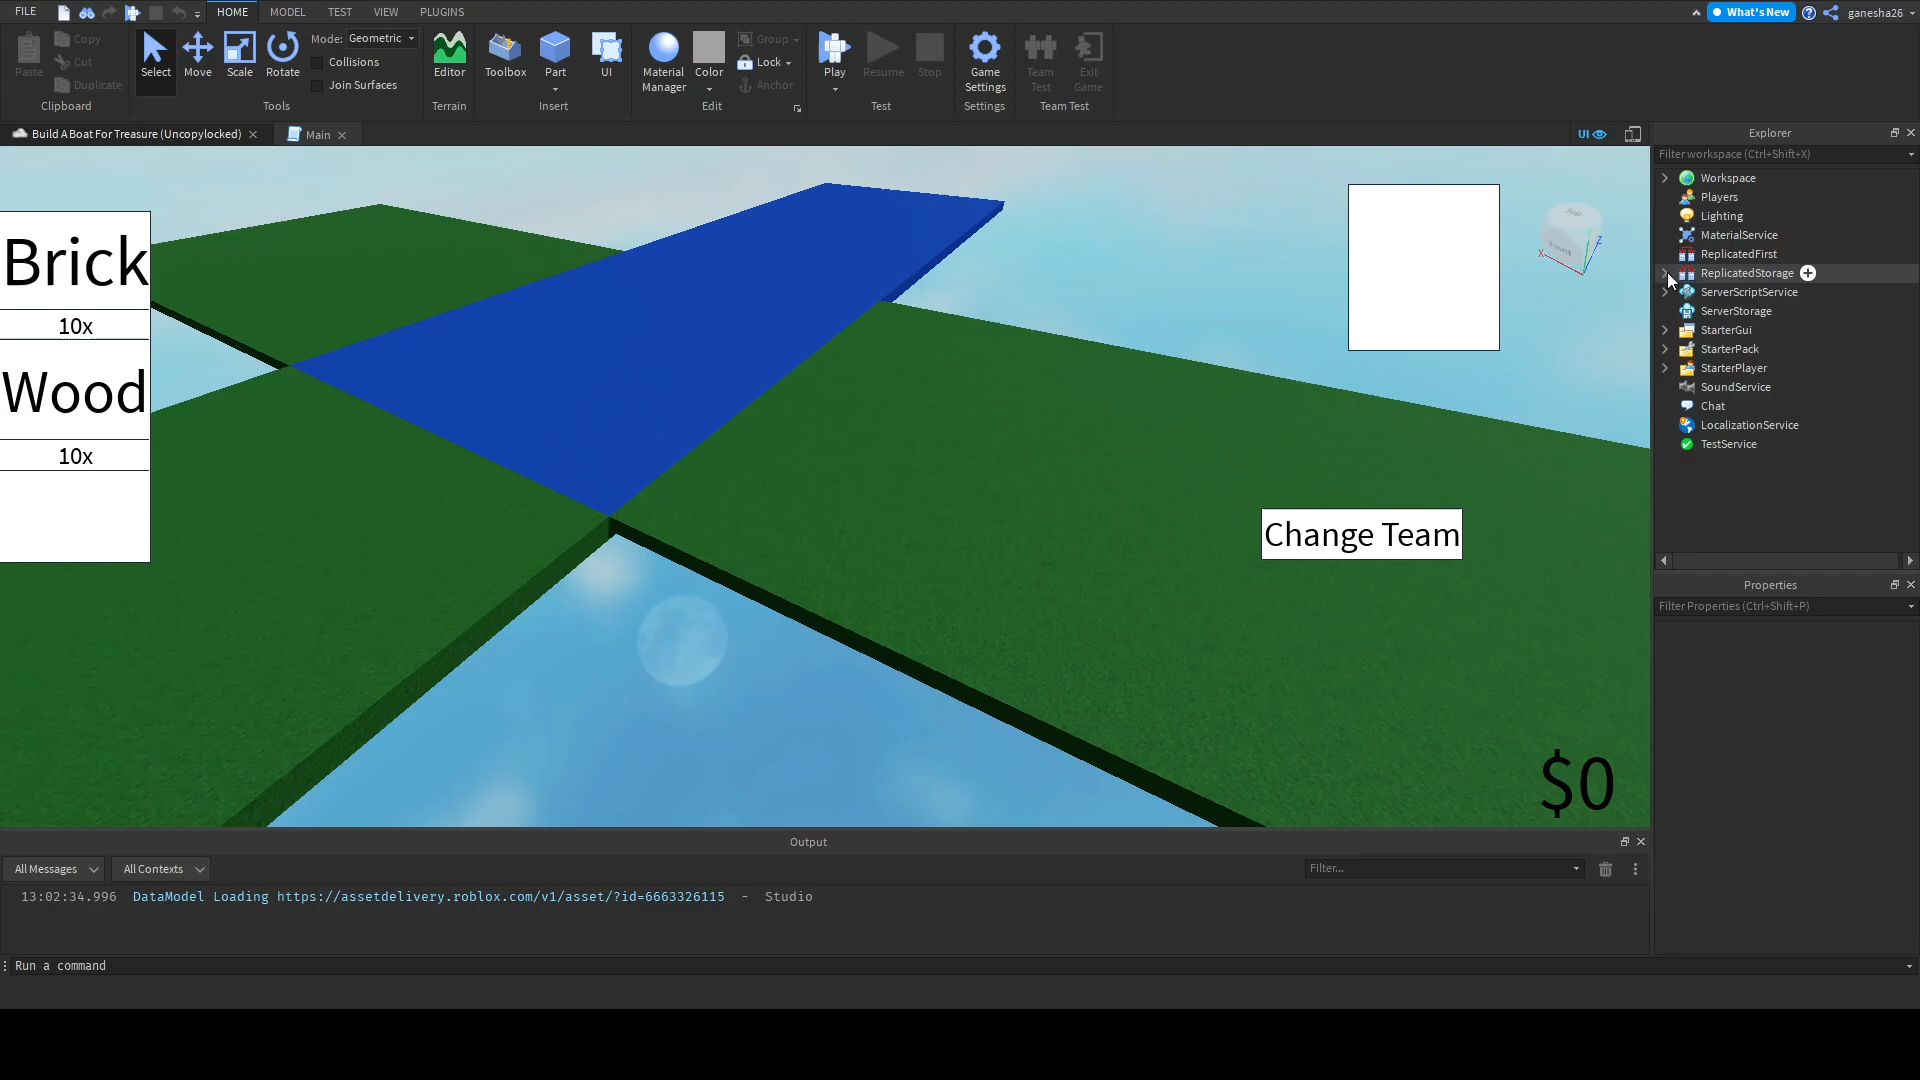 FILE HOME MODEL TEST VIEW PLUGINS What's New ganesha26
Paste Copy Cut Duplicate Clipboard
Select Move Scale Rotate Mode: Geometric Collisions Join Surfaces Tools
Editor Terrain
Toolbox Part UI Insert
Material Manager Color Group Lock Anchor Edit
Play Resume Stop Test
Game Settings Settings
Team Test Exit Game Team Test
Build A Boat For Treasure (Uncopylocked) Main UI
Brick
10x
Wood
10x
Top
Front
X
Y
Z
Change Team
$0
Explorer
Filter workspace (Ctrl+Shift+X)
Workspace
Players
Lighting
MaterialService
ReplicatedFirst
ReplicatedStorage
ServerScriptService
ServerStorage
StarterGui
StarterPack
StarterPlayer
SoundService
Chat
LocalizationService
TestService
Properties
Filter Properties (Ctrl+Shift+P)
Output
All Messages All Contexts Filter...
13:02:34.996 DataModel Loading https://assetdelivery.roblox.com/v1/asset/?id=6663326115 - Studio
Run a command